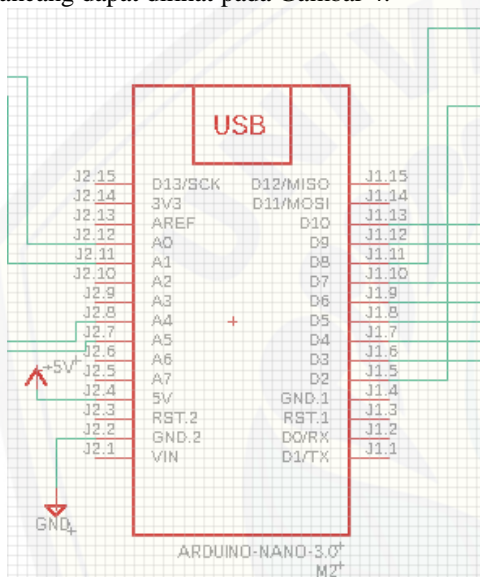 ancang dapat dilihat pada Gambar 4.
USB
J2.15 D13/SCK D12/MISO J1.15
J2.14 3V3 D11/MOSI J1.14
J2.13 AREF D10 J1.13
J2.12 A0 D9 J1.12
J2.11 A1 D8 J1.11
J2.10 A2 D7 J1.10
J2.9 A3 D6 J1.9
J2.8 A4 D5 J1.8
J2.7 A5 D4 J1.7
J2.6 A6 D3 J1.6
+5V J2.5 A7 D2 J1.5
J2.4 5V GND.1 J1.4
J2.3 RST.2 RST.1 J1.3
J2.2 GND.2 D0/RX J1.2
J2.1 VIN D1/TX J1.1
GND
ARDUINO-NANO-3.0
M2